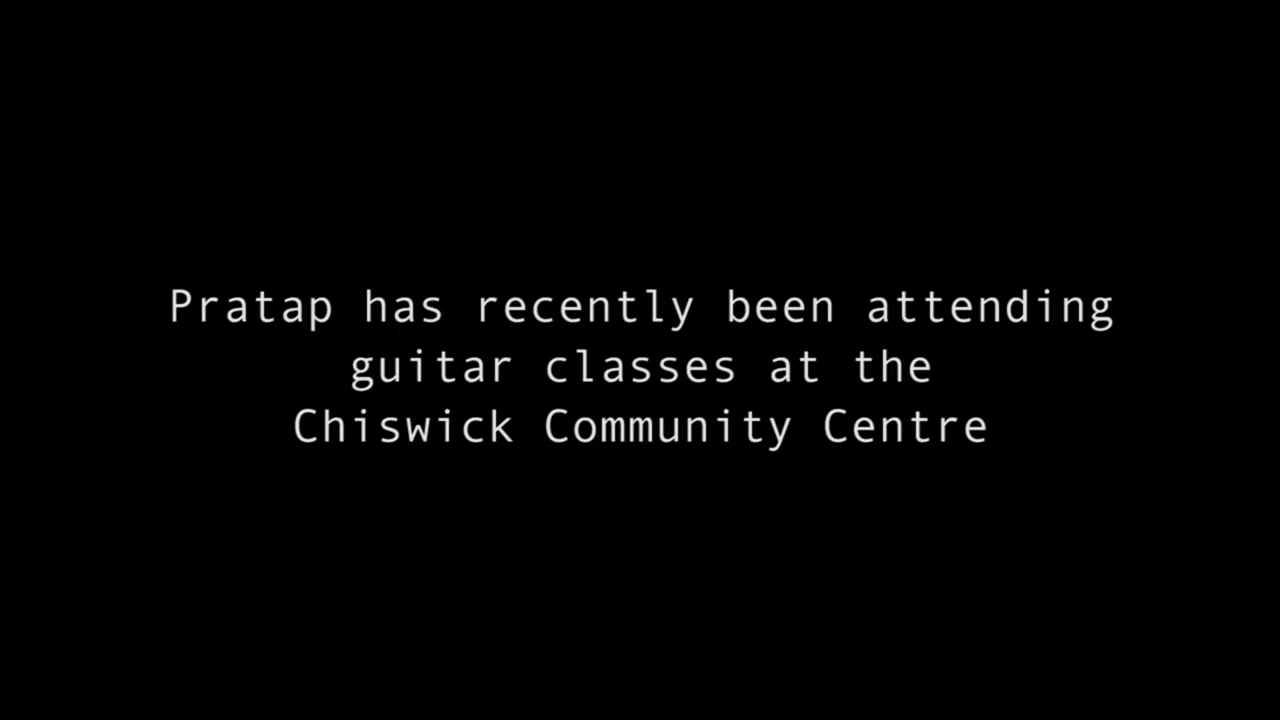 Pratap has recently been attending
guitar classes at the
Chiswick Community Centre